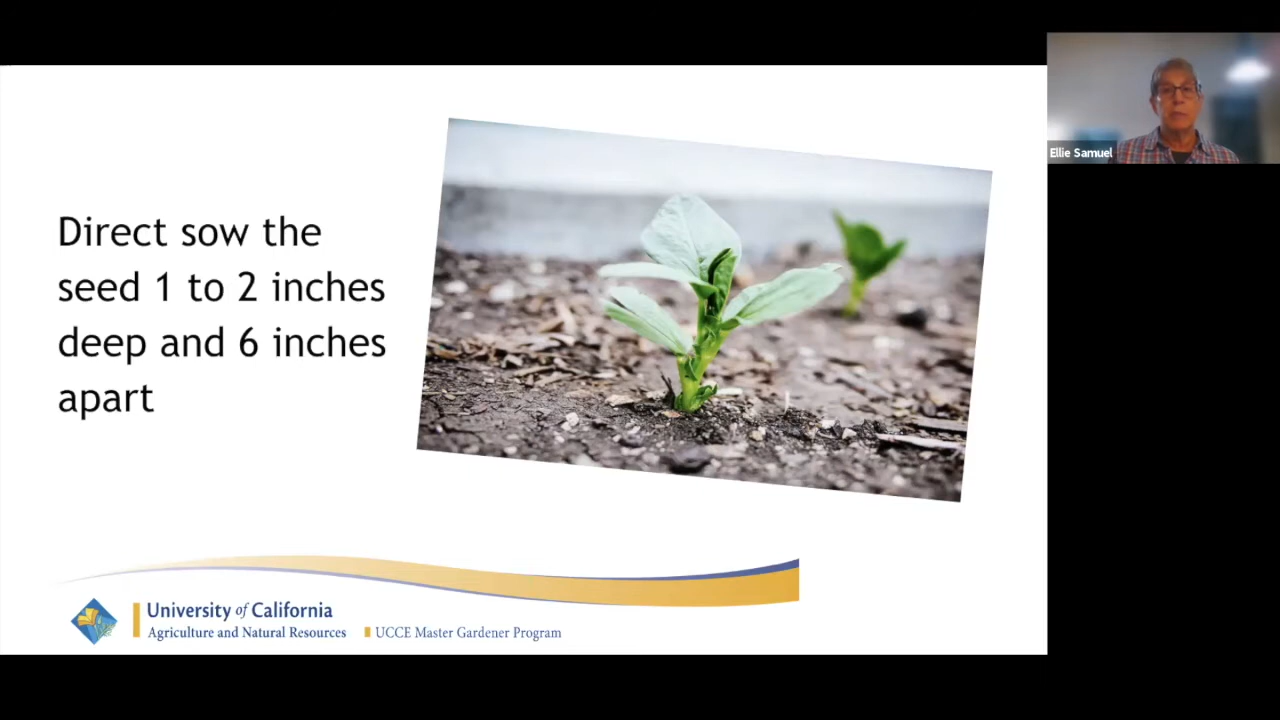 Direct sow the
seed 1 to 2 inches
deep and 6 inches
apart
Ellie Samuel
University of California
Agriculture and Natural Resources
UCCE Master Gardener Program